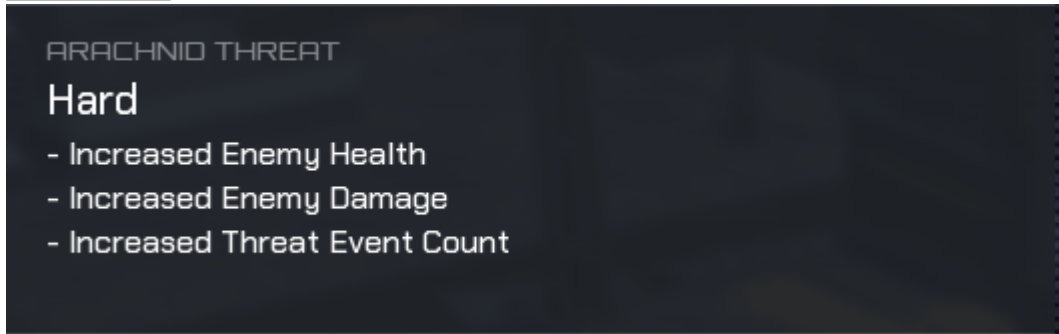 ARACHNID THREAT
Hard
- Increased Enemy Health
- Increased Enemy Damage
- Increased Threat Event Count